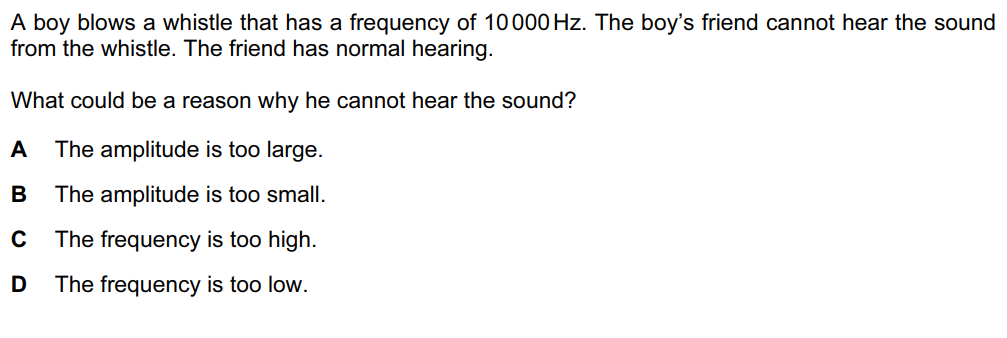 A boy blows a whistle that has a frequency of 10 000 Hz. The boy’s friend cannot hear the sound
from the whistle. The friend has normal hearing.
What could be a reason why he cannot hear the sound?
A The amplitude is too large.
B The amplitude is too small.
C The frequency is too high.
D The frequency is too low.